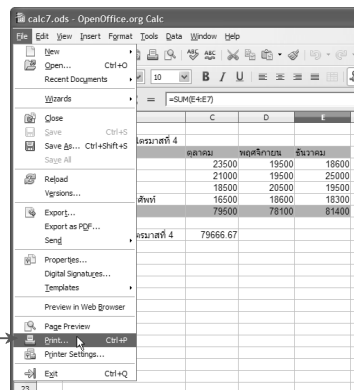 calc7.ods - OpenOffice.org Calc
File Edit View Insert Format Tools Data Window Help
New
Open... Ctrl+O
Recent Documents
Wizards
Close
Save Ctrl+S
Save As... Ctrl+Shift+S
Save All
Reload
Versions...
Export...
Export as PDF...
Send
Properties...
Digital Signatures...
Templates
Preview in Web Browser
Page Preview
Print... Ctrl+P
Printer Settings...
Exit Ctrl+Q
10 B I U
= =SUM(E4:E7)
C D E
ไตรมาสที่ 4
ตุลาคม พฤศจิกายน ธันวาคม
23500 19500 18600
21000 19500 25000
18500 20500 19500
ศัพท์ 16500 18600 18300
79500 78100 81400
ตรมาสที่ 4 79666.67
23